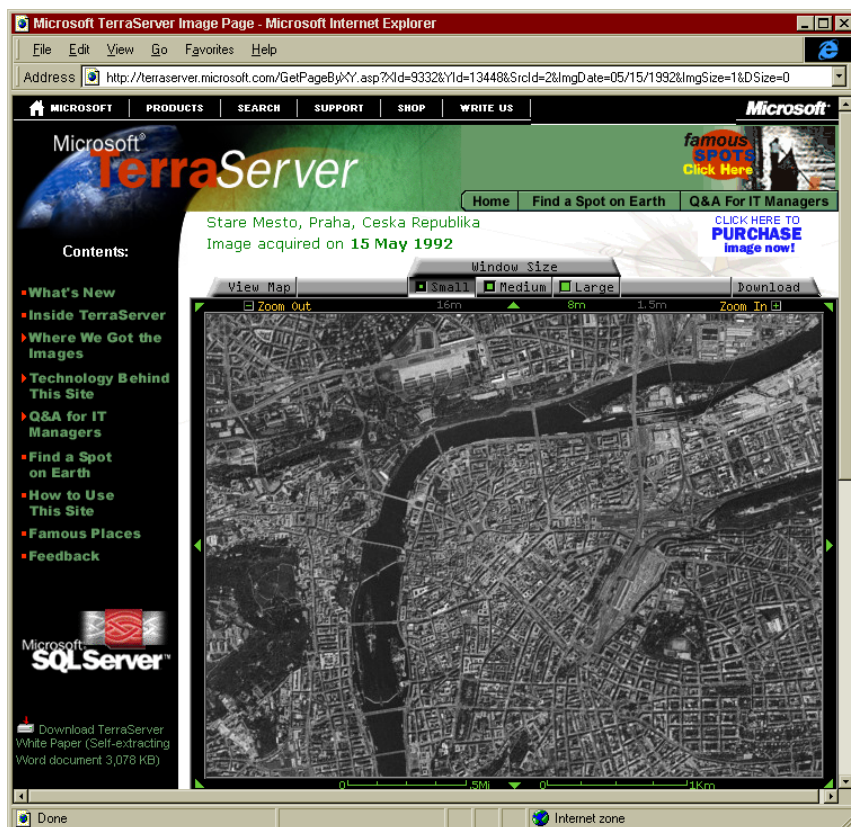 Microsoft TerraServer Image Page - Microsoft Internet Explorer
File Edit View Go Favorites Help
Address http://terraserver.microsoft.com/GetPageByXY.asp?XId=9332&YId=13448&SrcId=2&ImgDate=05/15/1992&ImgSize=1&DSize=0
MICROSOFT PRODUCTS SEARCH SUPPORT SHOP WRITE US Microsoft
Microsoft®
TerraServer
famous
SPOTS
Click Here
Home Find a Spot on Earth Q&A For IT Managers
Stare Mesto, Praha, Ceska Republika
Image acquired on 15 May 1992
CLICK HERE TO
PURCHASE
image now!
Contents:
What's New
Inside TerraServer
Where We Got the
Images
Technology Behind
This Site
Q&A for IT
Managers
Find a Spot
on Earth
How to Use
This Site
Famous Places
Feedback
Microsoft
SQL Server™
Download TerraServer
White Paper (Self-extracting
Word document 3,078 KB)
Window Size
View Map Small Medium Large Download
Zoom Out 16m 8m 1.5m Zoom In
0 .5Mi 0 1Km
Done Internet zone